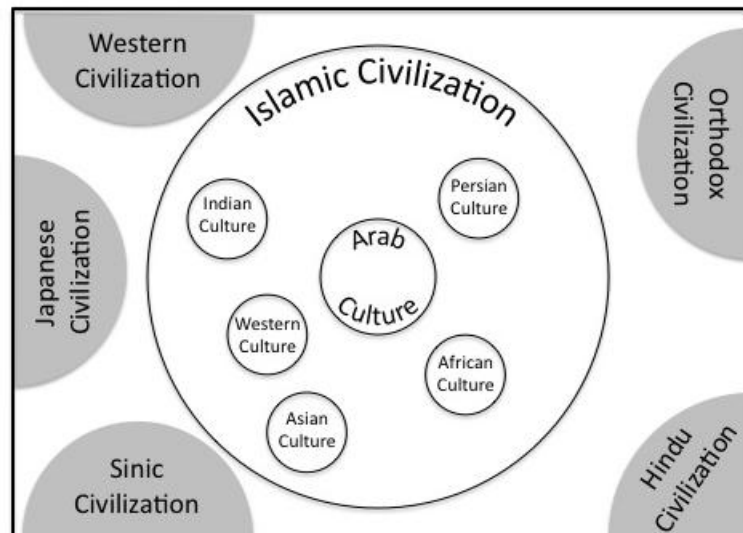 Western
Civilization
Islamic Civilization
Orthodox
Civilization
Indian
Culture
Persian
Culture
Arab
Culture
Japanese
Civilization
Western
Culture
African
Culture
Asian
Culture
Sinic
Civilization
Hindu
Civilization